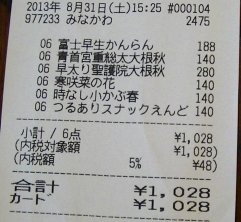 2013年 8月31日(土)15:25 #000104
977233 みなかわ 2475
06 富士早生かんらん 188
06 青首宮重総太大根秋 140
06 早太り聖護院大根秋 280
06 寒咲菜の花 140
06 時なし小かぶ春 140
06 つるありスナックえんど 140
小計 / 6点 ¥1,028
(内税対象額 ¥1,028)
(内税額 5% ¥48)
合計 ¥1,028
カード ¥1,028